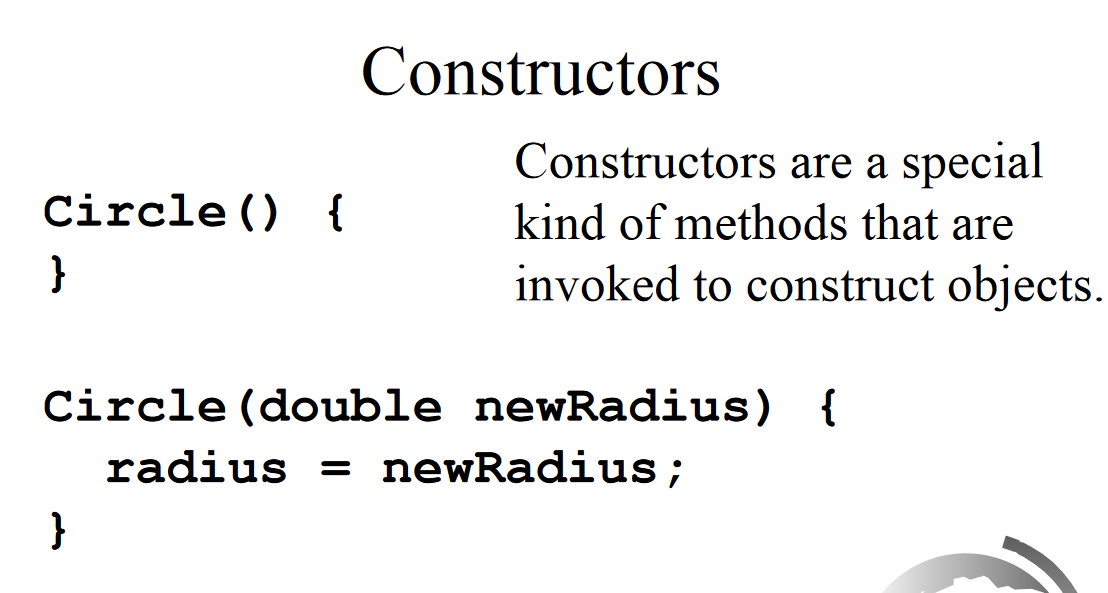 Constructors
Constructors are a special
kind of methods that are
invoked to construct objects.
Circle() {
}
Circle(double newRadius) {
  radius = newRadius;
}